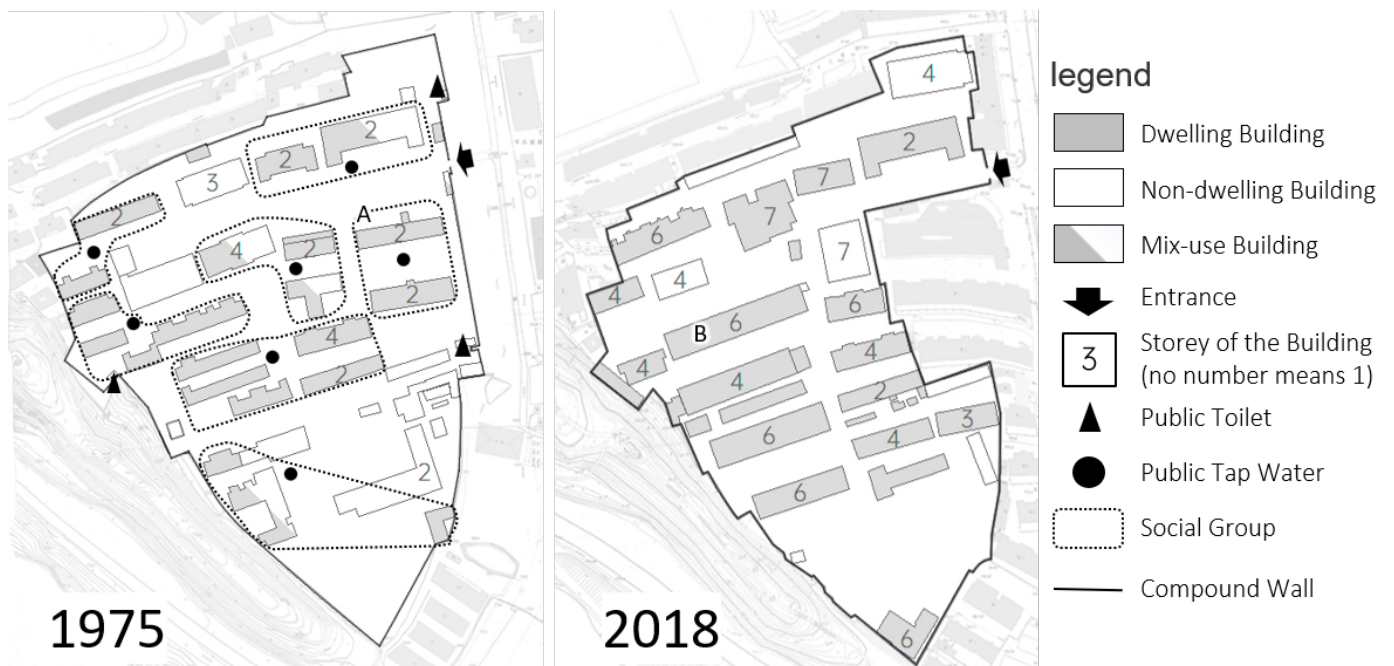 2
2
3
A
2
4
2
2
2
4
2
2
1975
4
2
7
7
6
7
4
4
6
6
B
4
4
4
2
6
3
4
6
6
2018
legend
Dwelling Building
Non-dwelling Building
Mix-use Building
Entrance
3
Storey of the Building
(no number means 1)
Public Toilet
Public Tap Water
Social Group
Compound Wall